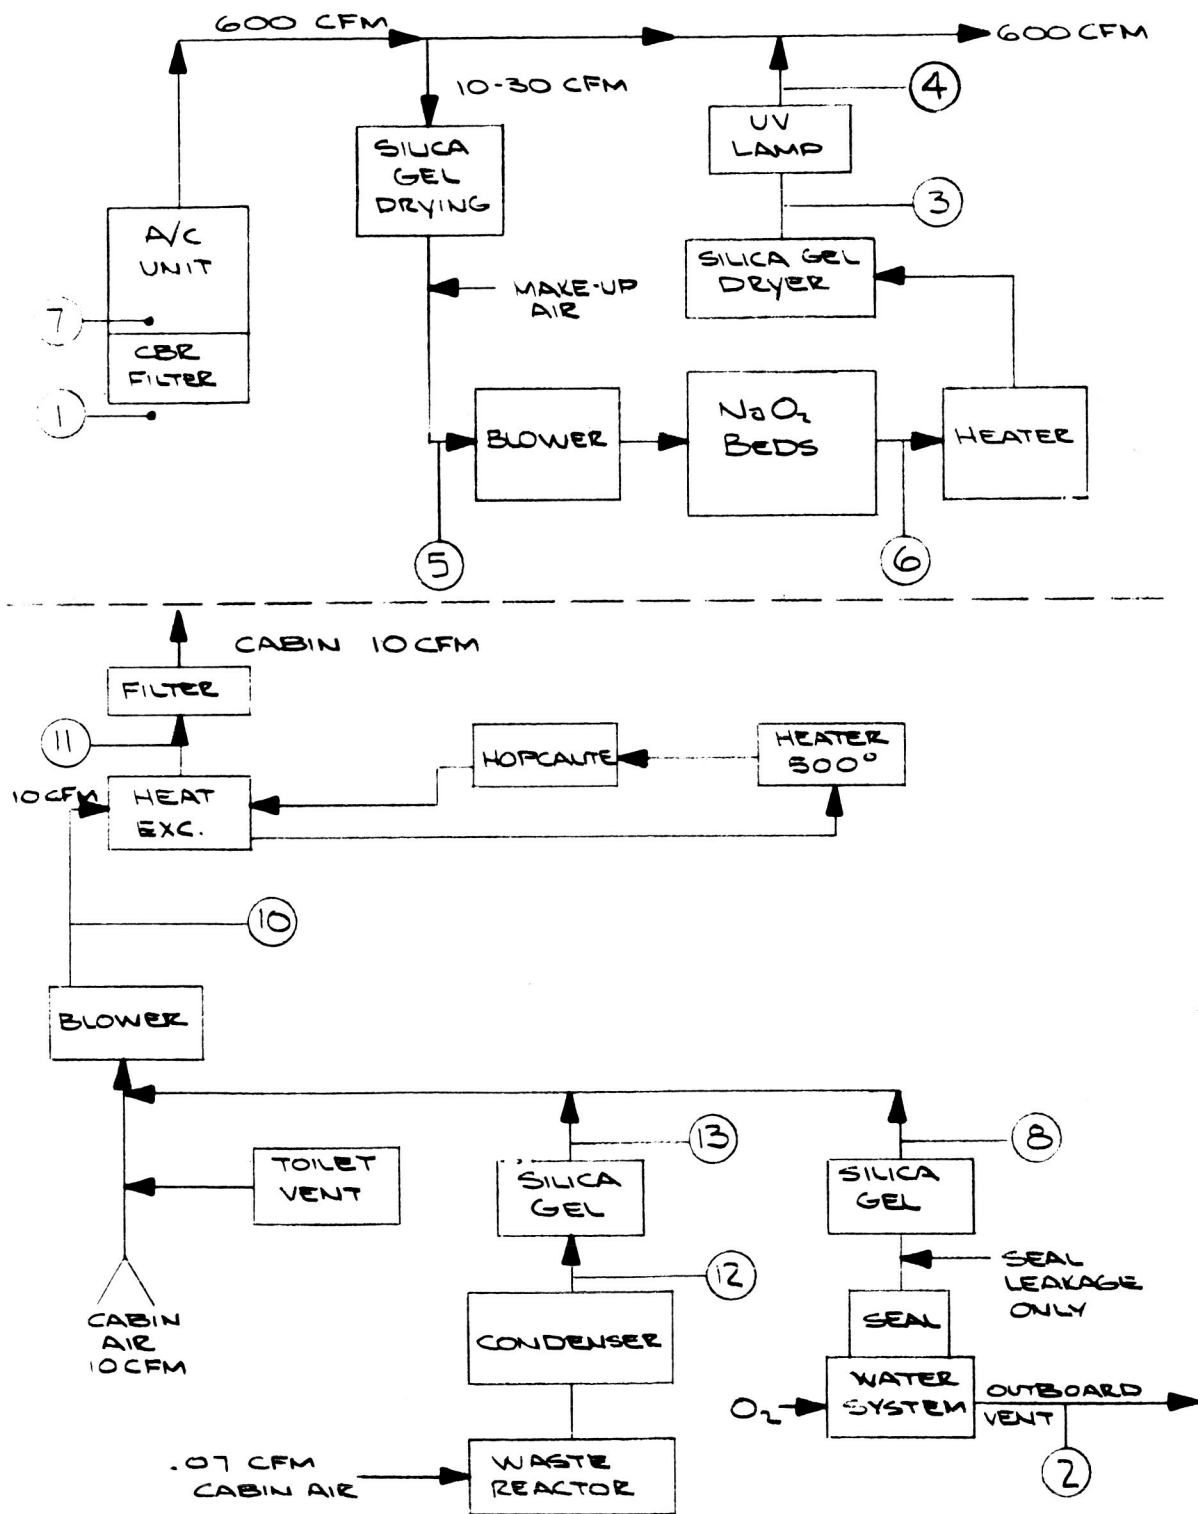 600 CFM
600 CFM
10-30 CFM
4
UV
LAMP
SILICA
GEL
DRYING
3
A/C
UNIT
SILICA GEL
DRYER
MAKE-UP
AIR
7
CBR
FILTER
1
BLOWER
NaO2
BEDS
HEATER
5
6
CABIN 10 CFM
FILTER
11
HOPCALITE
HEATER
500°
10 CFM
HEAT
EXC.
10
BLOWER
13
8
TOILET
VENT
SILICA
GEL
SILICA
GEL
12
SEAL
LEAKAGE
ONLY
CABIN
AIR
10 CFM
CONDENSER
SEAL
O2
WATER
SYSTEM
OUTBOARD
VENT
.07 CFM
CABIN AIR
WASTE
REACTOR
2